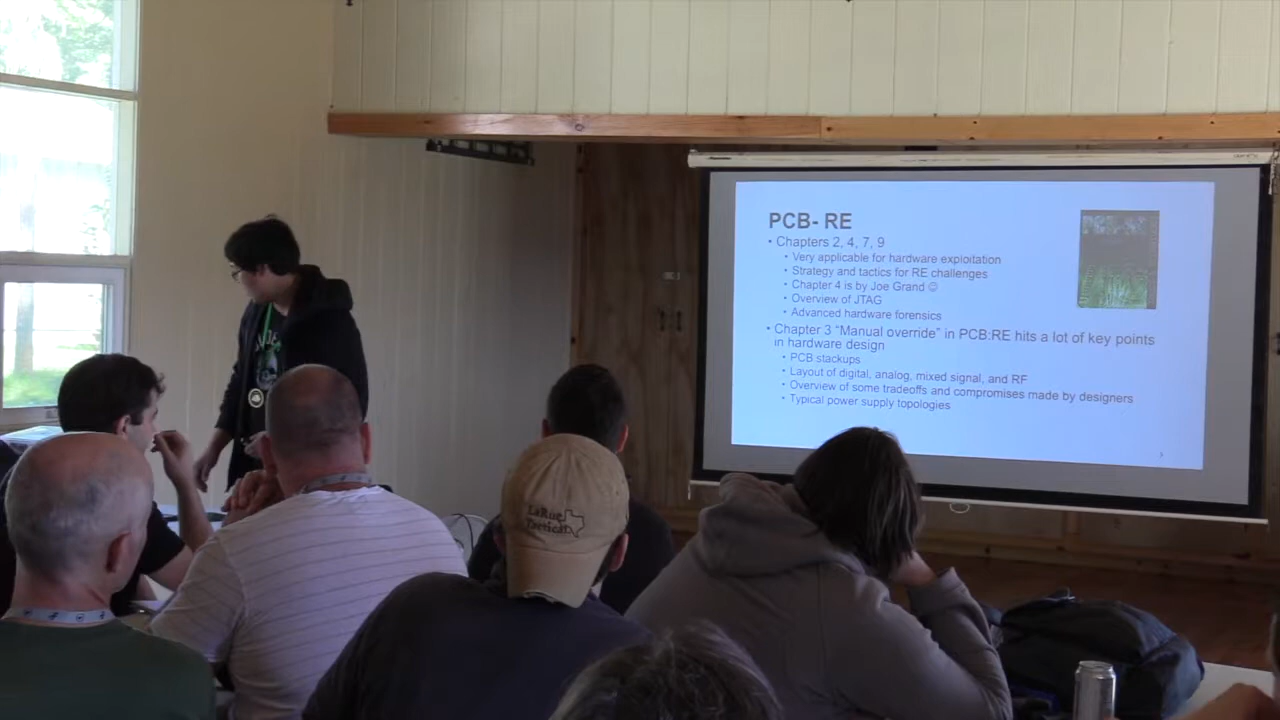 PCB- RE
• Chapters 2, 4, 7, 9
• Very applicable for hardware exploitation
• Strategy and tactics for RE challenges
• Chapter 4 is by Joe Grand ☺
• Overview of JTAG
• Advanced hardware forensics
• Chapter 3 “Manual override” in PCB:RE hits a lot of key points
in hardware design
• PCB stackups
• Layout of digital, analog, mixed signal, and RF
• Overview of some tradeoffs and compromises made by designers
• Typical power supply topologies
LaRue
Tactical